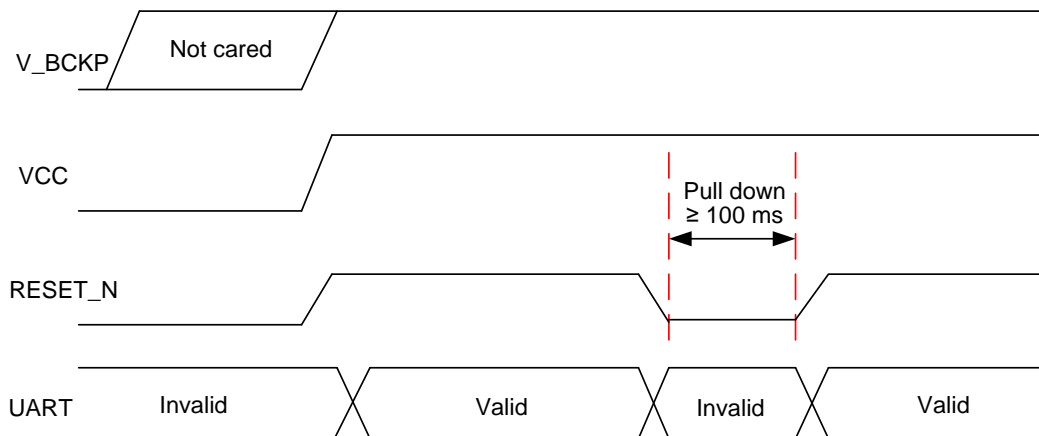 V_BCKP
Not cared
VCC
Pull down
≥ 100 ms
RESET_N
UART
Invalid
Valid
Invalid
Valid